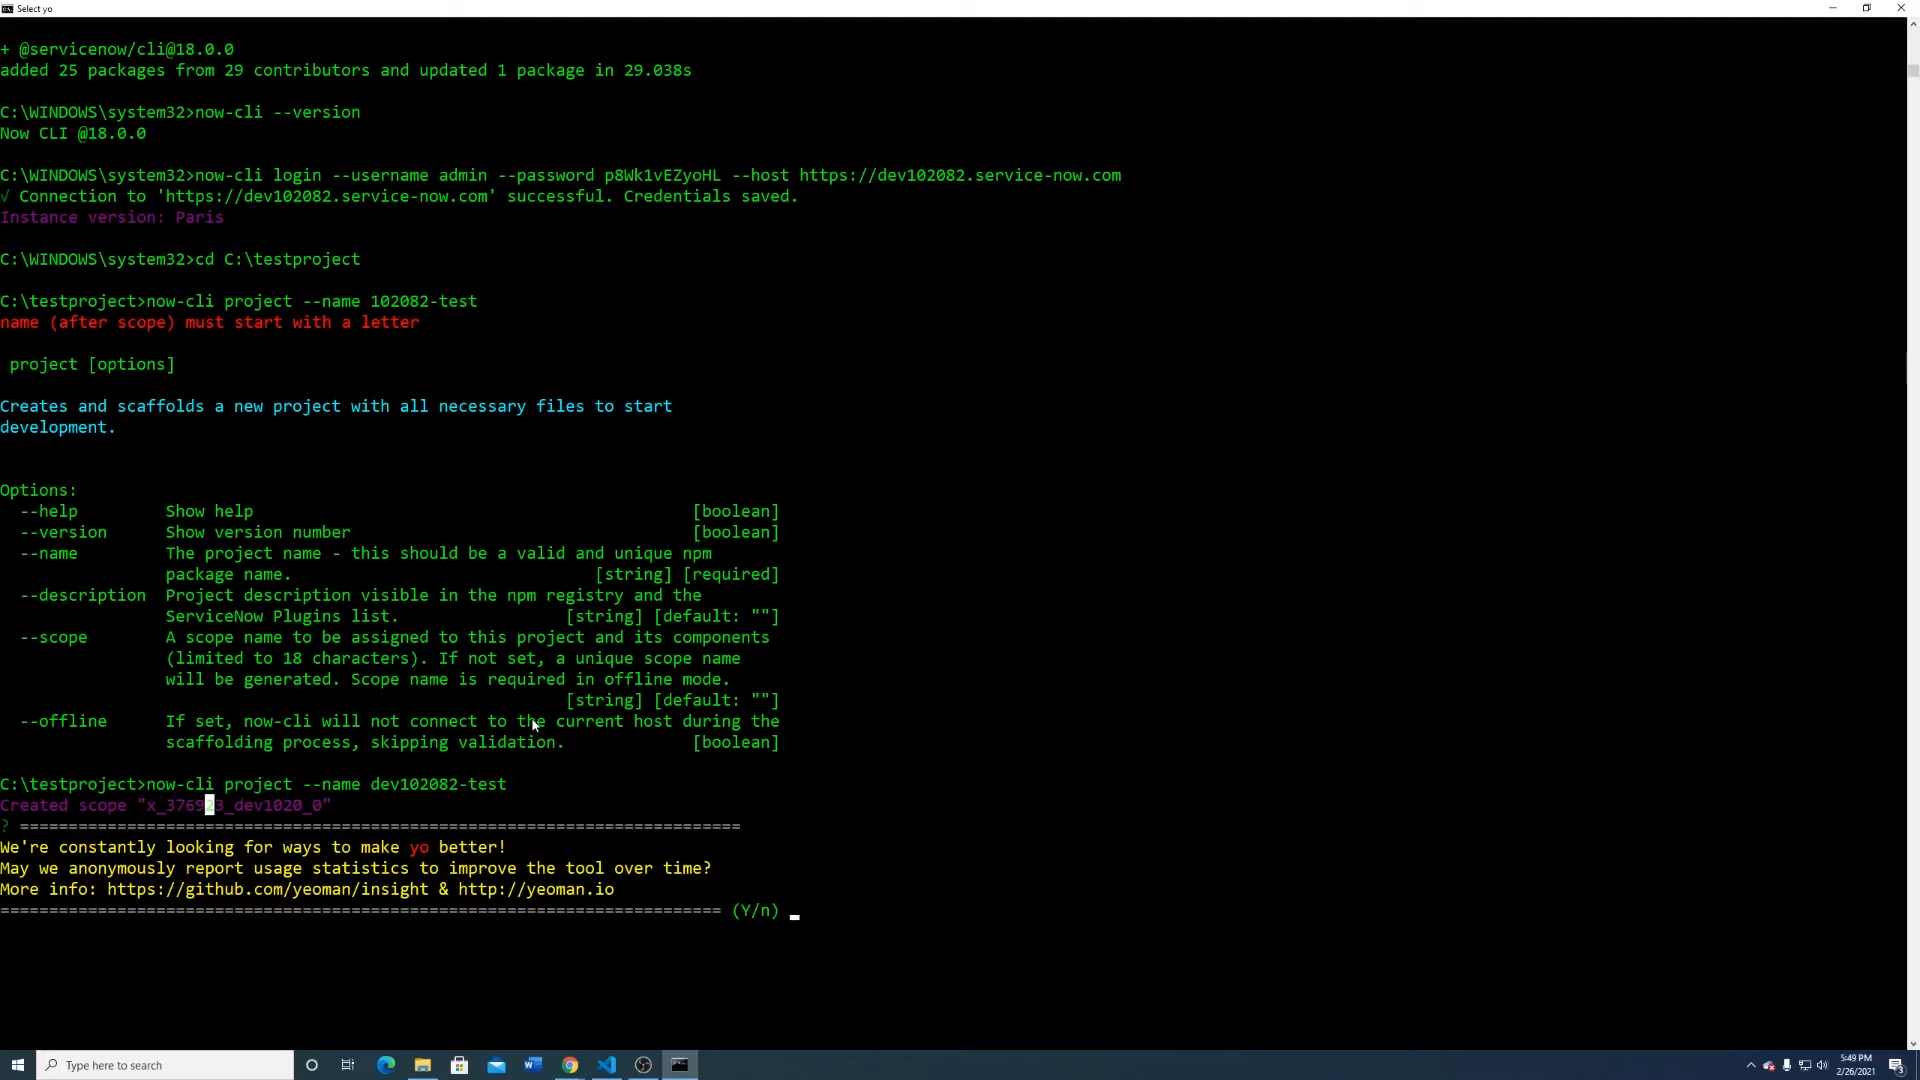 Select yo
+ @servicenow/cli@18.0.0
added 25 packages from 29 contributors and updated 1 package in 29.038s
C:\WINDOWS\system32>now-cli --version
Now CLI @18.0.0
C:\WINDOWS\system32>now-cli login --username admin --password p8Wk1vEZyoHL --host https://dev102082.service-now.com
√ Connection to 'https://dev102082.service-now.com' successful. Credentials saved.
Instance version: Paris
C:\WINDOWS\system32>cd C:\testproject
C:\testproject>now-cli project --name 102082-test
name (after scope) must start with a letter
project [options]
Creates and scaffolds a new project with all necessary files to start
development.
Options:
--help Show help [boolean]
--version Show version number [boolean]
--name The project name - this should be a valid and unique npm
package name. [string] [required]
--description Project description visible in the npm registry and the
ServiceNow Plugins list. [string] [default: ""]
--scope A scope name to be assigned to this project and its components
(limited to 18 characters). If not set, a unique scope name
will be generated. Scope name is required in offline mode.
[string] [default: ""]
--offline If set, now-cli will not connect to the current host during the
scaffolding process, skipping validation. [boolean]
C:\testproject>now-cli project --name dev102082-test
Created scope "x_376923_dev1020_0"
? ==========================================================================
We're constantly looking for ways to make yo better!
May we anonymously report usage statistics to improve the tool over time?
More info: https://github.com/yeoman/insight & http://yeoman.io
========================================================================== (Y/n)
Type here to search
5:49 PM
2/26/2021
3